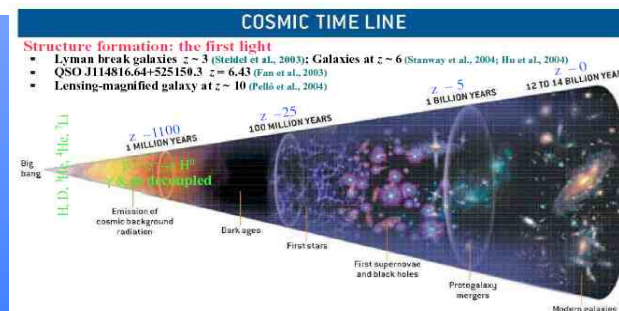 COSMIC TIME LINE
Structure formation: the first light
Lyman break galaxies z ~ 3 (Steidel et al., 2003); Galaxies at z ~ 6 (Stanway et al., 2004; Hu et al., 2004)
QSO J114816.64+525150.3 z = 6.43 (Fan et al., 2003)
Lensing-magnified galaxy at z ~ 10 (Pelló et al., 2004)
z ~0
12 TO 14 BILLION YEARS
z ~5
1 BILLION YEARS
z ~25
100 MILLION YEARS
z ~1100
1 MILLION YEARS
Big
bang
H, D, ³He, ⁴He, ⁷Li
→ H⁰
decoupled
Emission of
cosmic background
radiation
Dark ages
First stars
First supernovae
and black holes
Protogalaxy
mergers
Modern galaxies